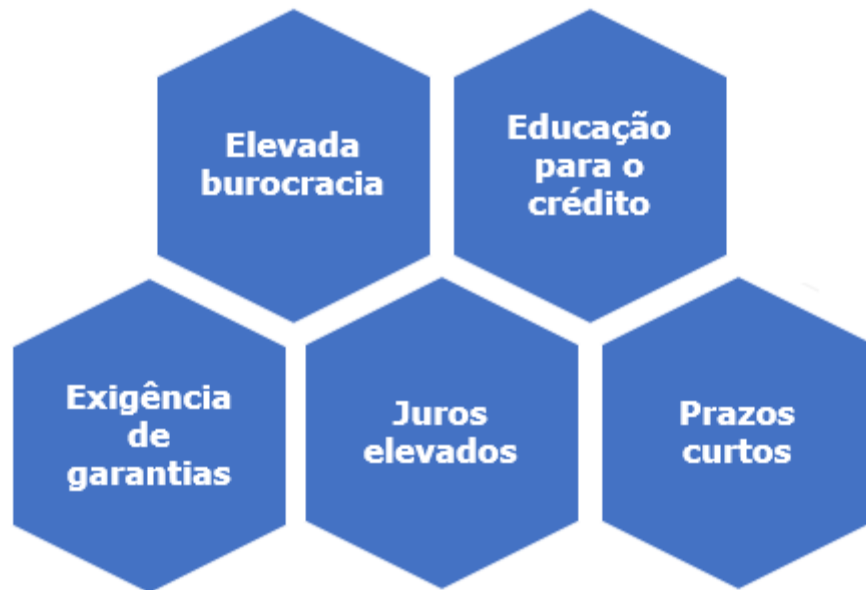 Elevada
burocracia
Educação
para o
crédito
Exigência
de
garantias
Juros
elevados
Prazos
curtos